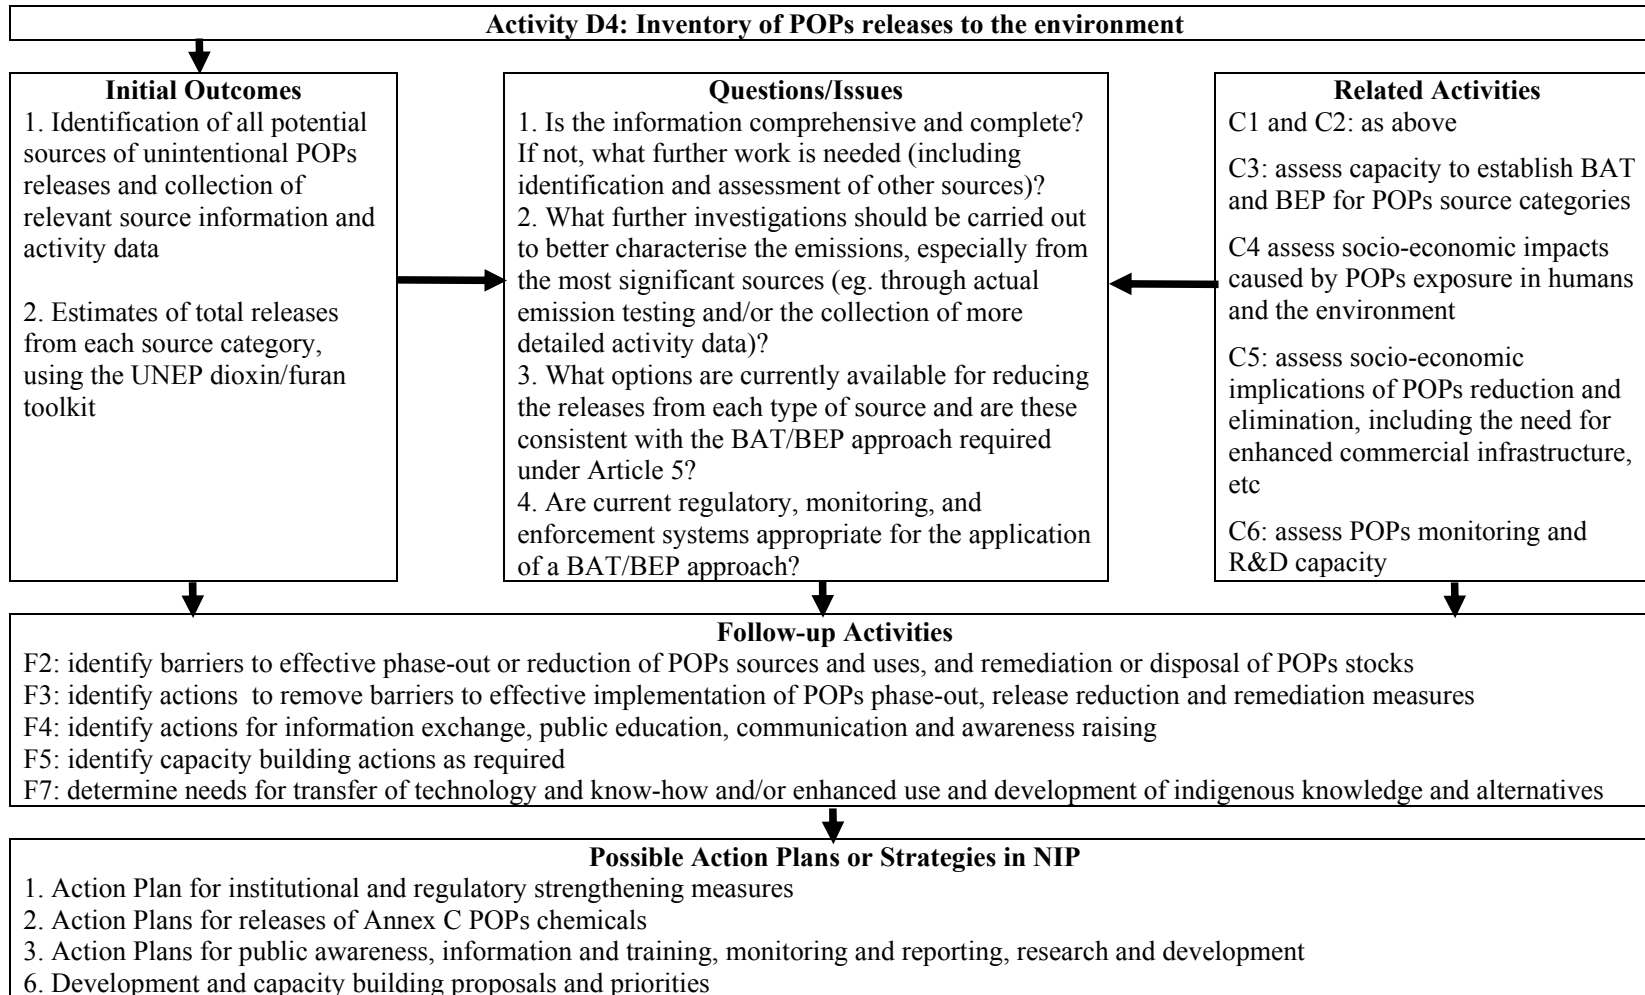 Activity D4: Inventory of POPs releases to the environment
Initial Outcomes
1. Identification of all potential
sources of unintentional POPs
releases and collection of
relevant source information and
activity data
2. Estimates of total releases
from each source category,
using the UNEP dioxin/furan
toolkit
Questions/Issues
1. Is the information comprehensive and complete?
If not, what further work is needed (including
identification and assessment of other sources)?
2. What further investigations should be carried out
to better characterise the emissions, especially from
the most significant sources (eg. through actual
emission testing and/or the collection of more
detailed activity data)?
3. What options are currently available for reducing
the releases from each type of source and are these
consistent with the BAT/BEP approach required
under Article 5?
4. Are current regulatory, monitoring, and
enforcement systems appropriate for the application
of a BAT/BEP approach?
Related Activities
C1 and C2: as above
C3: assess capacity to establish BAT
and BEP for POPs source categories
C4 assess socio-economic impacts
caused by POPs exposure in humans
and the environment
C5: assess socio-economic
implications of POPs reduction and
elimination, including the need for
enhanced commercial infrastructure,
etc
C6: assess POPs monitoring and
R&D capacity
Follow-up Activities
F2: identify barriers to effective phase-out or reduction of POPs sources and uses, and remediation or disposal of POPs stocks
F3: identify actions  to remove barriers to effective implementation of POPs phase-out, release reduction and remediation measures
F4: identify actions for information exchange, public education, communication and awareness raising
F5: identify capacity building actions as required
F7: determine needs for transfer of technology and know-how and/or enhanced use and development of indigenous knowledge and alternatives
Possible Action Plans or Strategies in NIP
1. Action Plan for institutional and regulatory strengthening measures
2. Action Plans for releases of Annex C POPs chemicals
3. Action Plans for public awareness, information and training, monitoring and reporting, research and development
6. Development and capacity building proposals and priorities